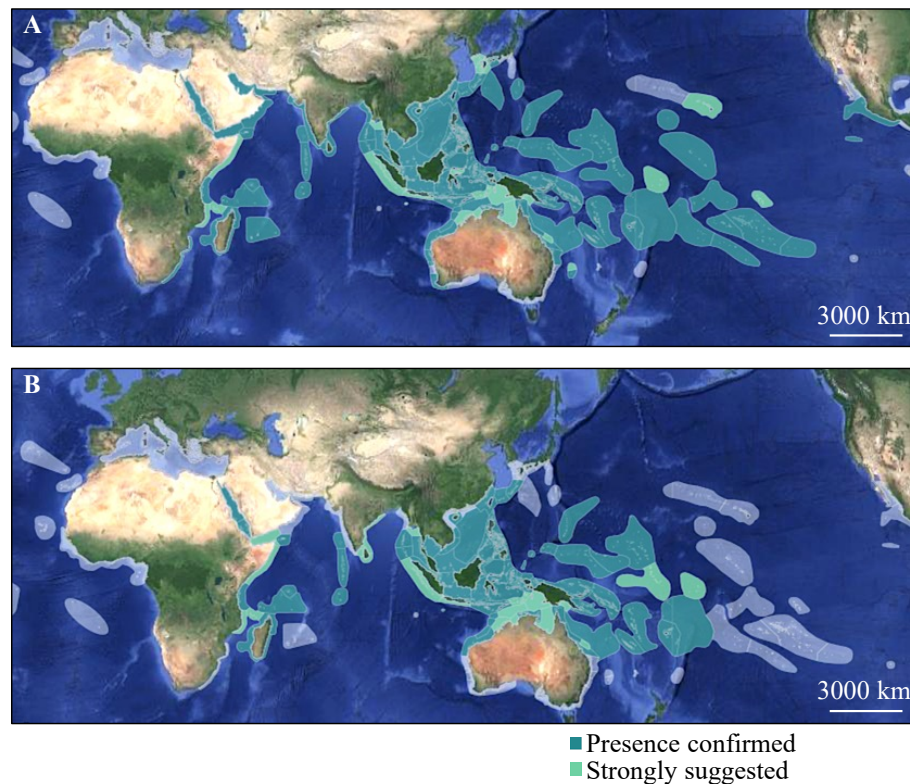 A
3000 km
B
3000 km
Presence confirmed
Strongly suggested